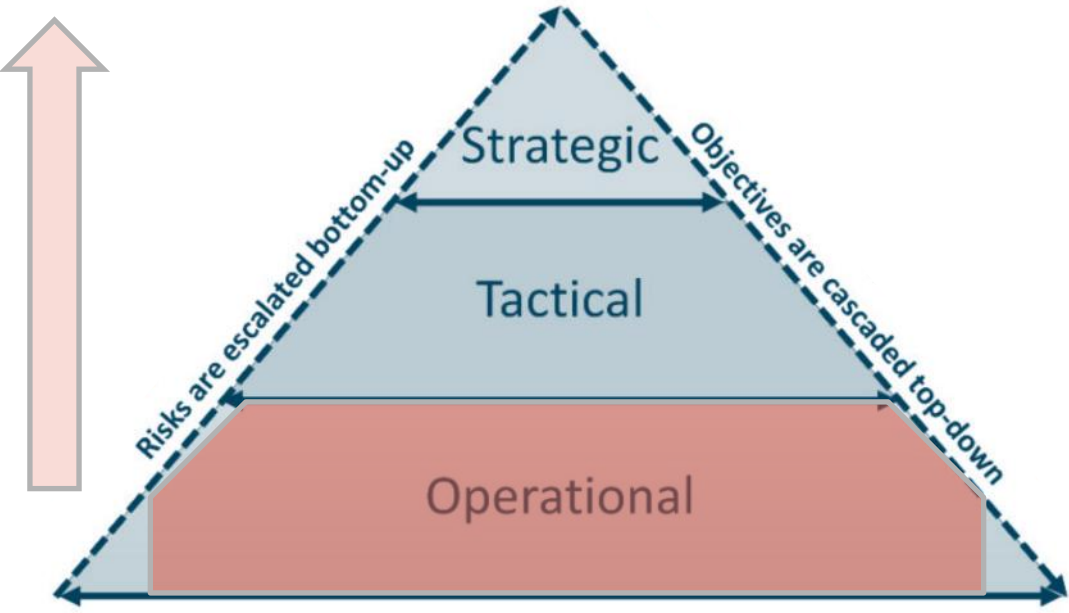 Strategic
Risks are escalated bottom-up
Objectives are cascaded top-down
Tactical
Operational